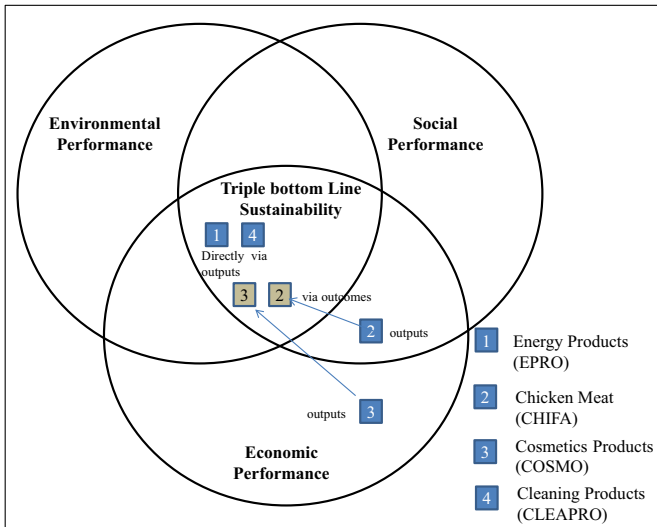 Environmental
Performance
Social
Performance
Triple bottom Line
Sustainability
1 4
Directly via
outputs
3 2 via outcomes
2 outputs
outputs 3
Economic
Performance
1 Energy Products
(EPRO)
2 Chicken Meat
(CHIFA)
3 Cosmetics Products
(COSMO)
4 Cleaning Products
(CLEAPRO)